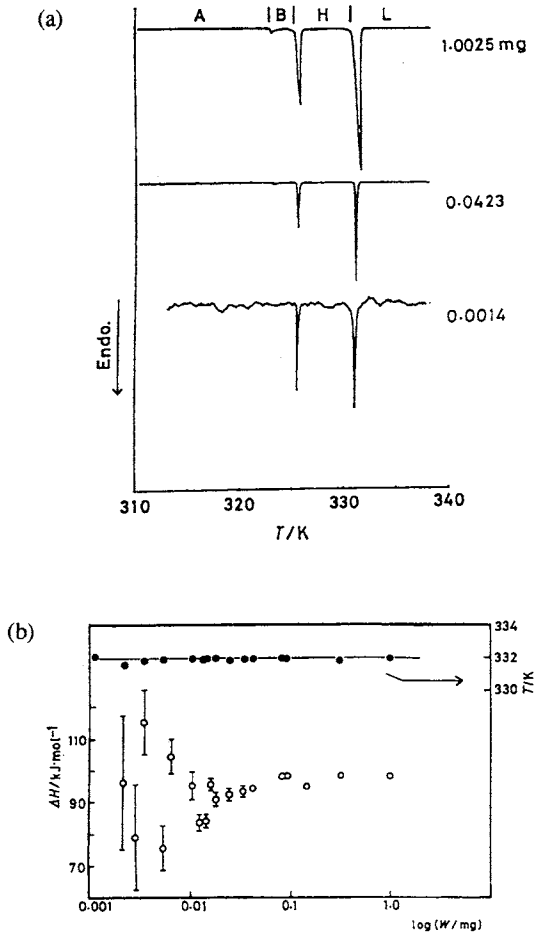 (a)
A | B | H | L
1.0025 mg
0.0423
0.0014
Endo.
310 320 330 340
T/K
(b)
334
332
330
T/K
110
90
70
ΔH/kJ·mol⁻¹
0.001 0.01 0.1 1.0
log (W/mg)